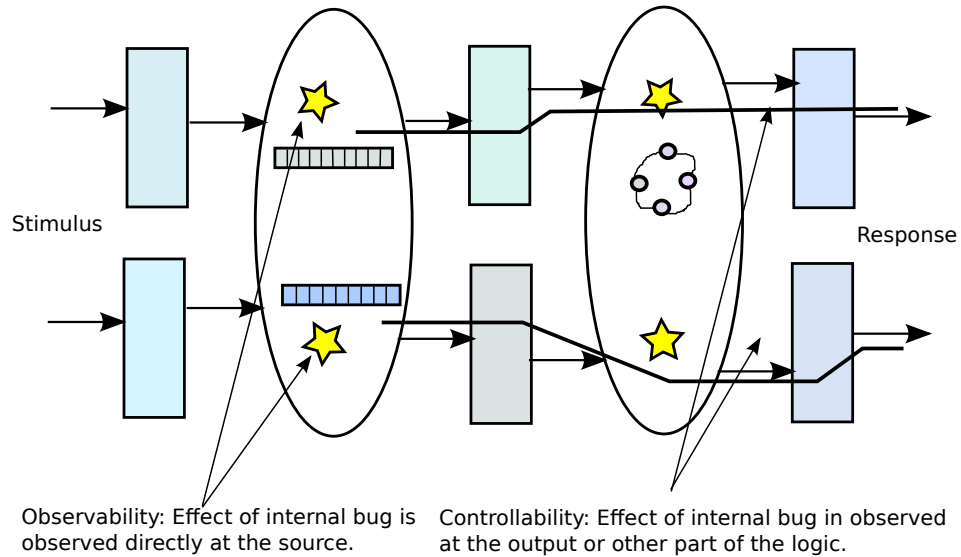 Stimulus
Response
Observability: Effect of internal bug is
observed directly at the source.
Controllability: Effect of internal bug in observed
at the output or other part of the logic.